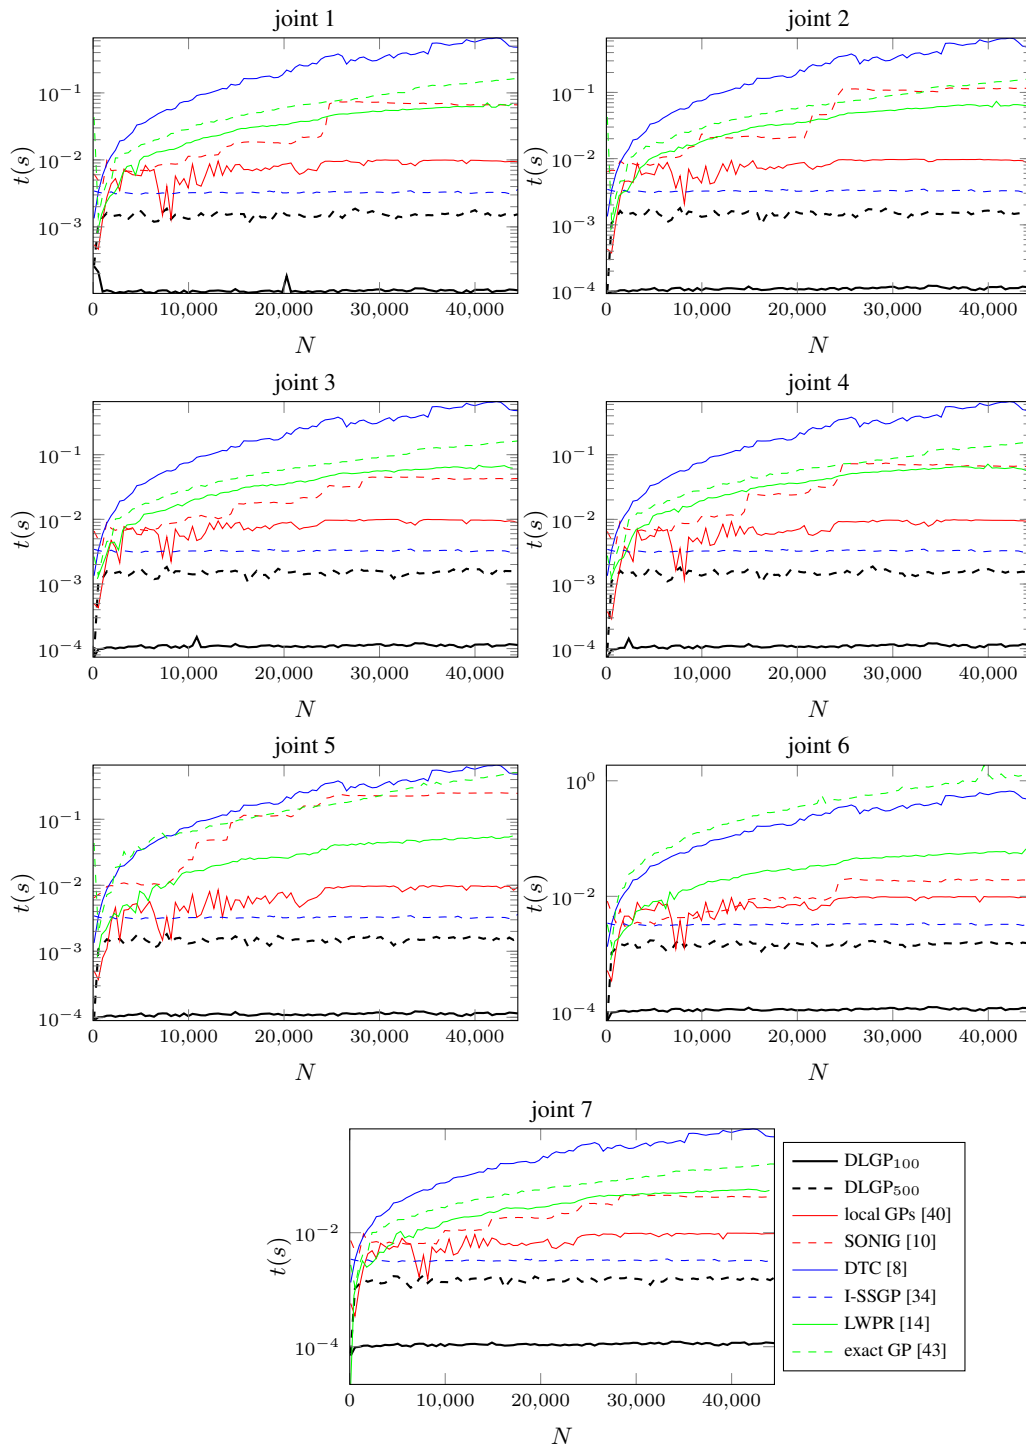 joint 1
joint 2
t(s)
10⁻¹
10⁻²
10⁻³
0
10,000
20,000
30,000
40,000
N
t(s)
10⁻¹
10⁻²
10⁻³
10⁻⁴
0
10,000
20,000
30,000
40,000
N
joint 3
joint 4
t(s)
10⁻¹
10⁻²
10⁻³
10⁻⁴
0
10,000
20,000
30,000
40,000
N
t(s)
10⁻¹
10⁻²
10⁻³
10⁻⁴
0
10,000
20,000
30,000
40,000
N
joint 5
joint 6
t(s)
10⁻¹
10⁻²
10⁻³
10⁻⁴
0
10,000
20,000
30,000
40,000
N
t(s)
10⁰
10⁻²
10⁻⁴
0
10,000
20,000
30,000
40,000
N
joint 7
t(s)
10⁻²
10⁻⁴
0
10,000
20,000
30,000
40,000
N
DLGP₁₀₀
DLGP₅₀₀
local GPs [40]
SONIG [10]
DTC [8]
I-SSGP [34]
LWPR [14]
exact GP [43]